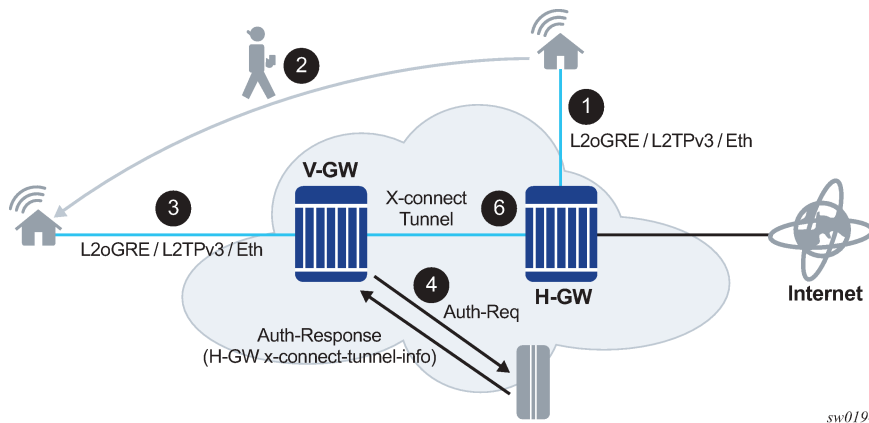 2
1
L2oGRE / L2TPv3 / Eth
V-GW
3
X-connect
Tunnel
6
L2oGRE / L2TPv3 / Eth
H-GW
Internet
4
Auth-Req
Auth-Response
(H-GW x-connect-tunnel-info)